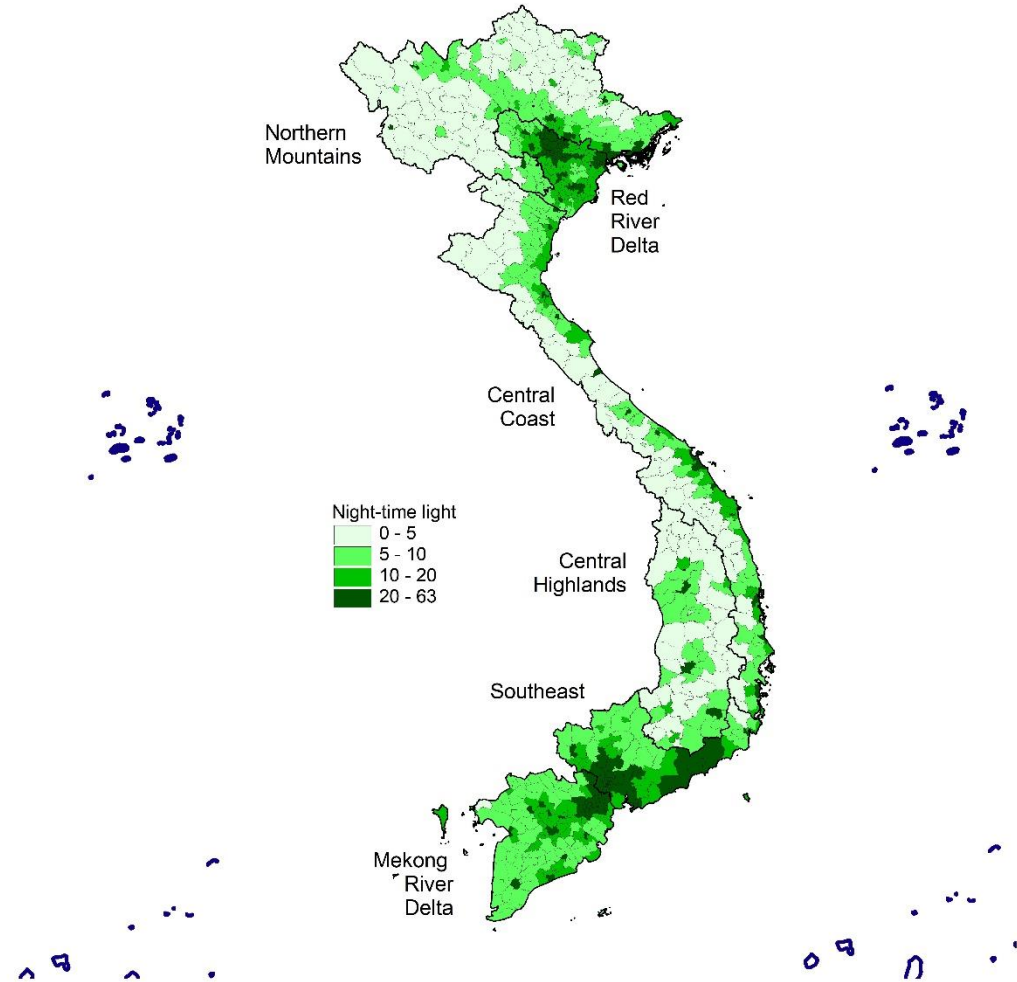 Northern
Mountains
Red
River
Delta
Central
Coast
Night-time light
0 - 5
5 - 10
10 - 20
20 - 63
Central
Highlands
Southeast
Mekong
River
Delta